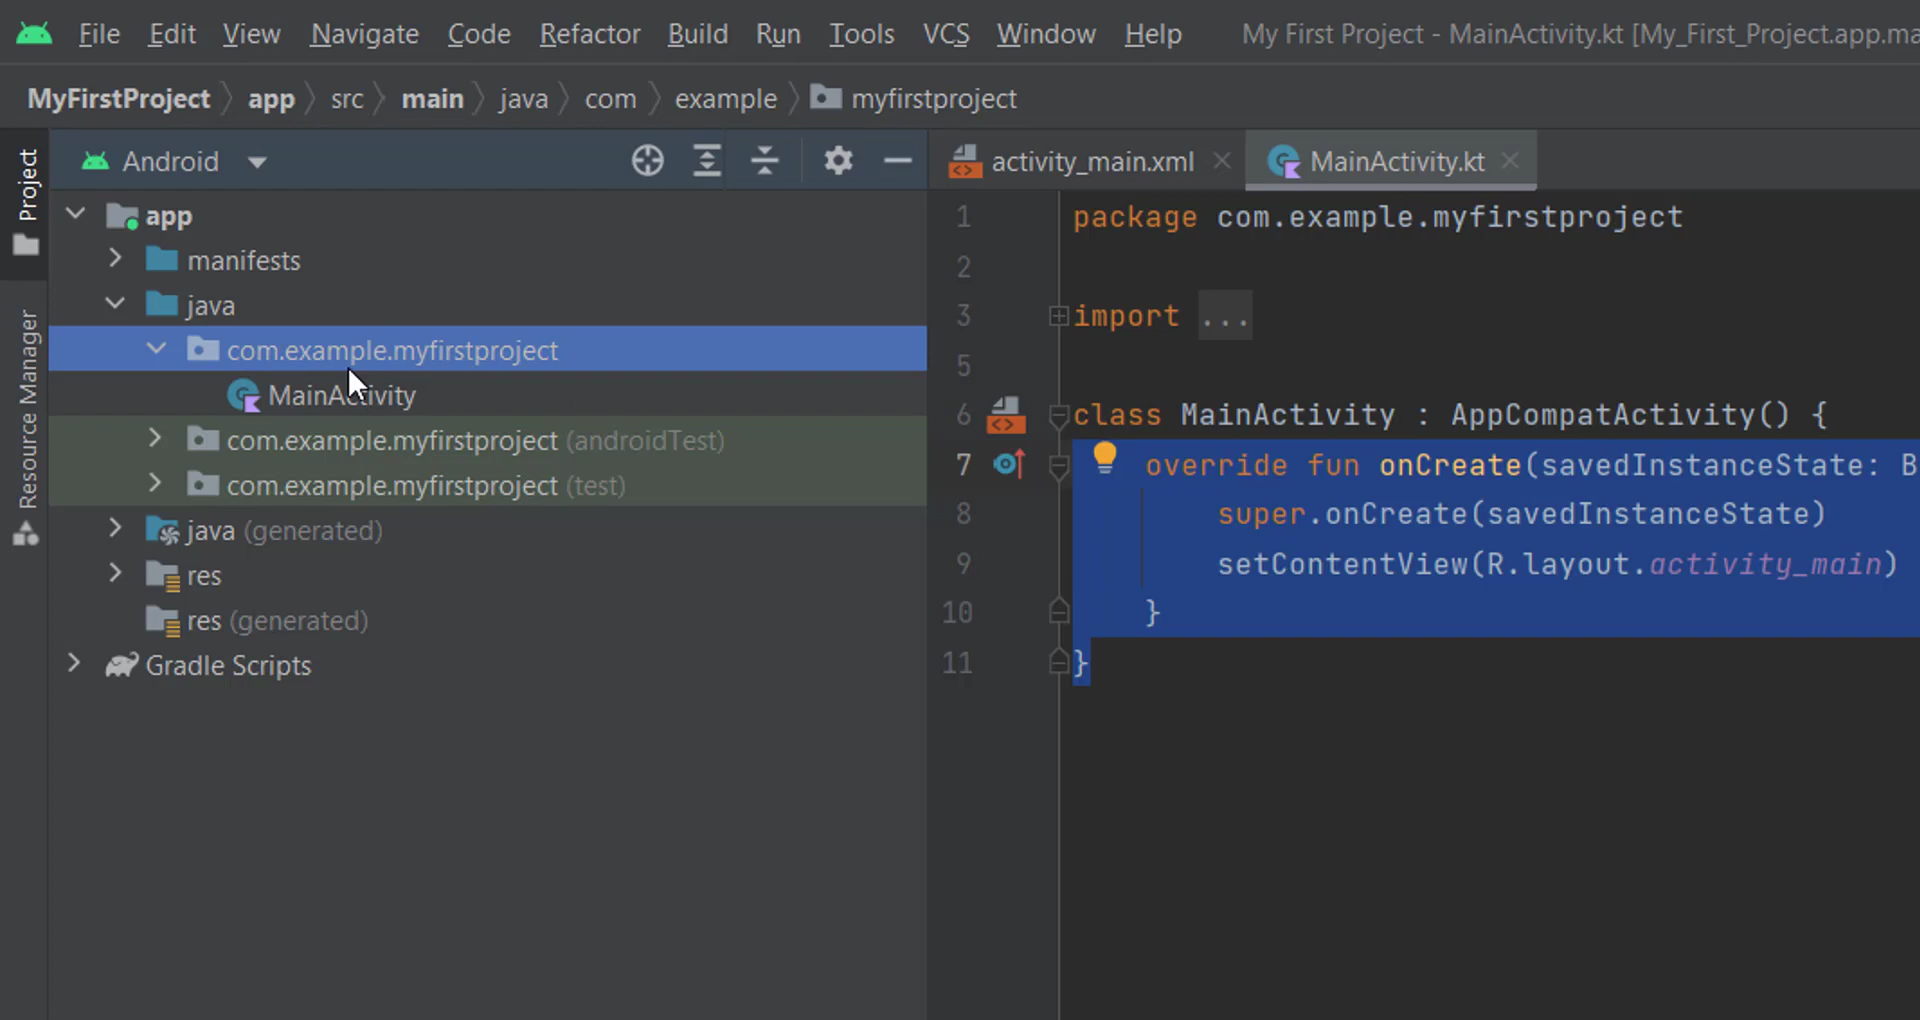 File Edit View Navigate Code Refactor Build Run Tools VCS Window Help My First Project - MainActivity.kt [My_First_Project.app.ma
MyFirstProject app src main java com example myfirstproject
Project
Resource Manager
Android
app
manifests
java
com.example.myfirstproject
MainActivity
com.example.myfirstproject (androidTest)
com.example.myfirstproject (test)
java (generated)
res
res (generated)
Gradle Scripts
activity_main.xml MainActivity.kt
1 package com.example.myfirstproject
2
3 import ...
5
6 class MainActivity : AppCompatActivity() {
7 override fun onCreate(savedInstanceState: B
8 super.onCreate(savedInstanceState)
9 setContentView(R.layout.activity_main)
10 }
11 }